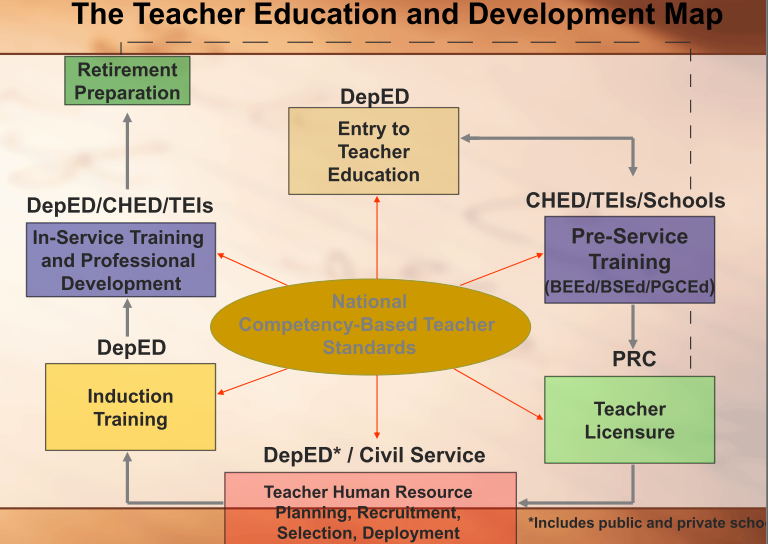 The Teacher Education and Development Map
Retirement
Preparation
DepED
Entry to
Teacher
Education
DepED/CHED/TEIs
In-Service Training
and Professional
Development
CHED/TEIs/Schools
Pre-Service
Training
(BEEd/BSEd/PGCEd)
National
Competency-Based Teacher
Standards
DepED
Induction
Training
PRC
Teacher
Licensure
DepED* / Civil Service
Teacher Human Resource
Planning, Recruitment,
Selection, Deployment
*Includes public and private